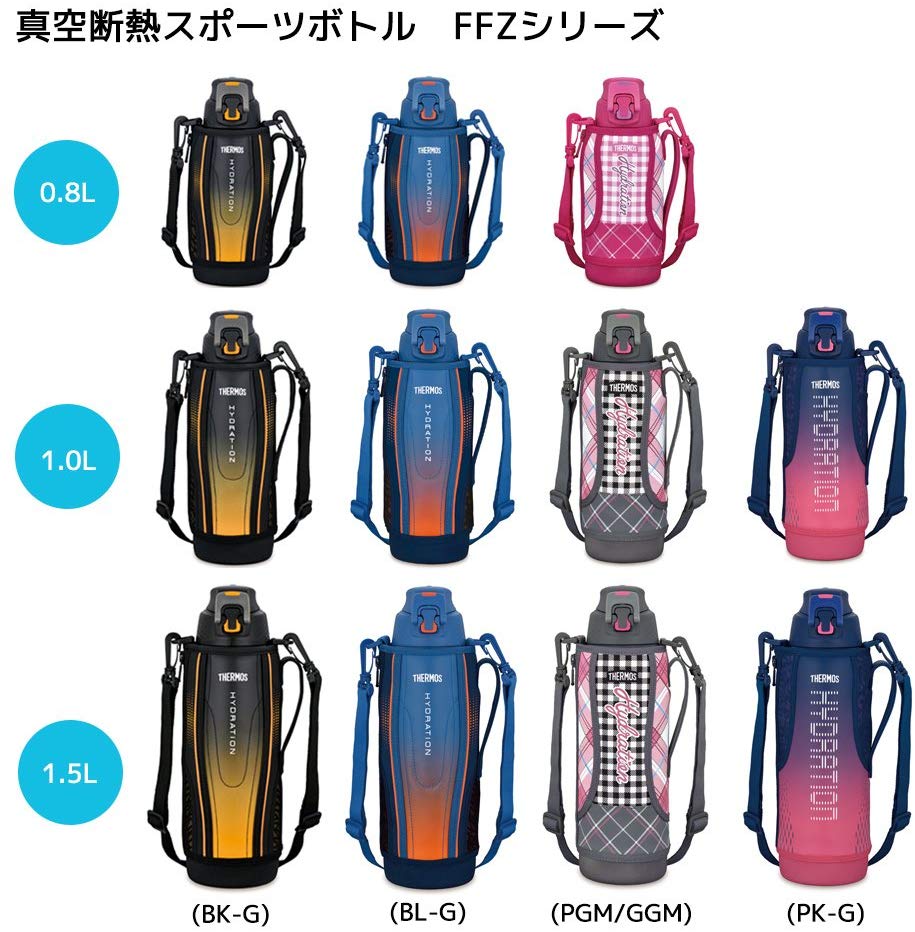 真空断熱スポーツボトル　FFZシリーズ
0.8L
THERMOS
HYDRATION
THERMOS
HYDRATION
THERMOS
Hydration
1.0L
THERMOS
HYDRATION
THERMOS
HYDRATION
THERMOS
Hydration
THERMOS
HYDRATION
1.5L
THERMOS
HYDRATION
THERMOS
HYDRATION
THERMOS
Hydration
THERMOS
HYDRATION
(BK-G)
(BL-G)
(PGM/GGM)
(PK-G)